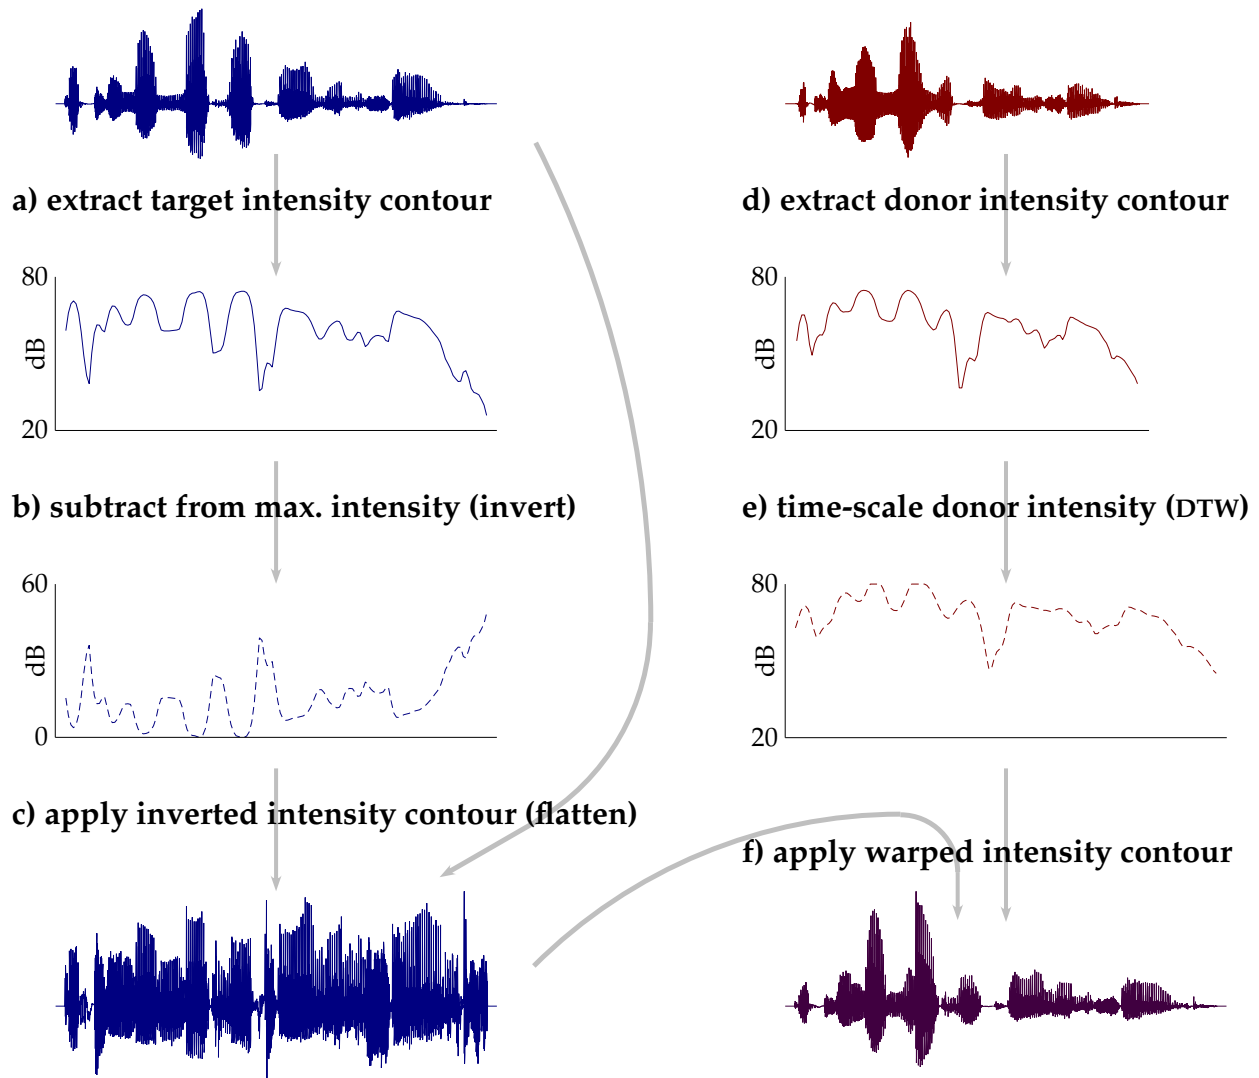 a) extract target intensity contour
80
dB
20
b) subtract from max. intensity (invert)
60
dB
0
c) apply inverted intensity contour (flatten)
d) extract donor intensity contour
80
dB
20
e) time-scale donor intensity (DTW)
80
dB
20
f) apply warped intensity contour